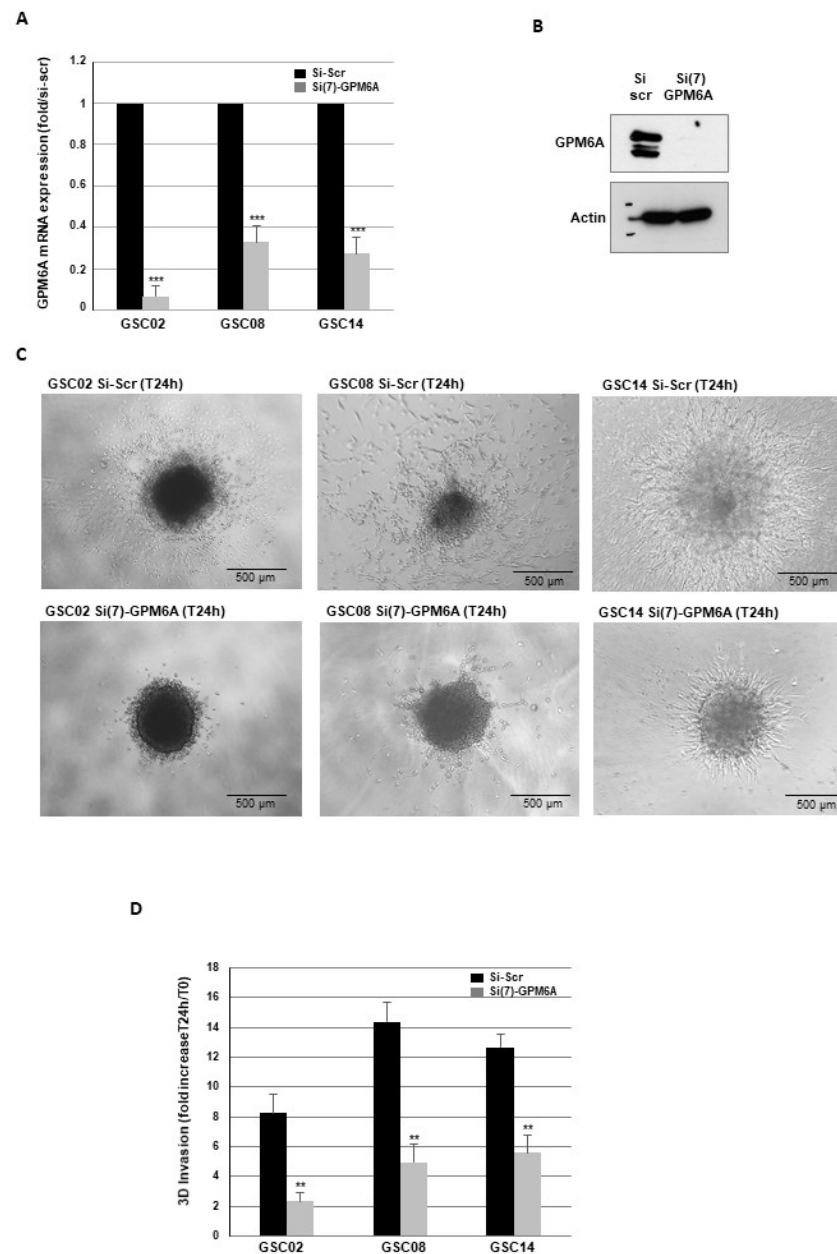 A
GPM6A mRNA expression (fold/si-scr)
1.2
1
0.8
0.6
0.4
0.2
0
Si-Scr
Si(7)-GPM6A
***
***
***
GSC02 GSC08 GSC14
B
Si scr
Si(7) GPM6A
GPM6A
Actin
C
GSC02 Si-Scr (T24h)
GSC08 Si-Scr (T24h)
GSC14 Si-Scr (T24h)
500 µm
500 µm
500 µm
GSC02 Si(7)-GPM6A (T24h)
GSC08 Si(7)-GPM6A (T24h)
GSC14 Si(7)-GPM6A (T24h)
500 µm
500 µm
500 µm
D
3D Invasion (fold increase T24h/T0)
18
16
14
12
10
8
6
4
2
0
Si-Scr
Si(7)-GPM6A
**
**
**
GSC02 GSC08 GSC14